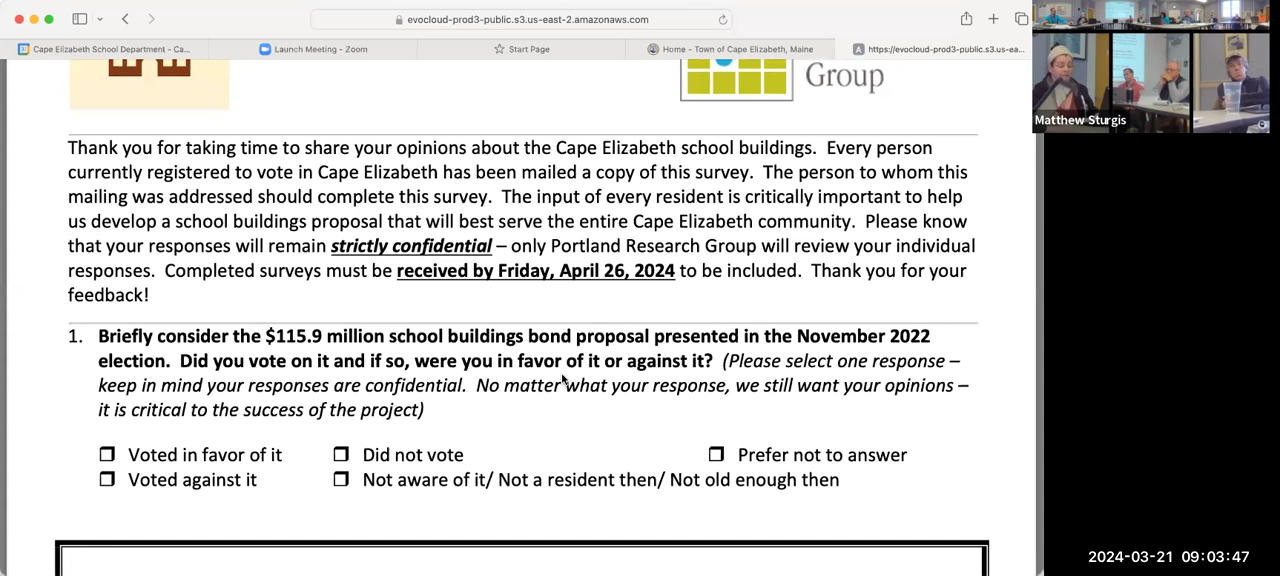 evocloud-prod3-public.s3.us-east-2.amazonaws.com
Cape Elizabeth School Department - Ca...
Launch Meeting - Zoom
Start Page
Home - Town of Cape Elizabeth, Maine
A
https://evocloud-prod3-public.s3.us-ea...
Group
Matthew Sturgis
Thank you for taking time to share your opinions about the Cape Elizabeth school buildings. Every person
currently registered to vote in Cape Elizabeth has been mailed a copy of this survey. The person to whom this
mailing was addressed should complete this survey. The input of every resident is critically important to help
us develop a school buildings proposal that will best serve the entire Cape Elizabeth community. Please know
that your responses will remain strictly confidential – only Portland Research Group will review your individual
responses. Completed surveys must be received by Friday, April 26, 2024 to be included. Thank you for your
feedback!
1. Briefly consider the $115.9 million school buildings bond proposal presented in the November 2022
election. Did you vote on it and if so, were you in favor of it or against it? (Please select one response –
keep in mind your responses are confidential. No matter what your response, we still want your opinions –
it is critical to the success of the project)
Voted in favor of it
Did not vote
Prefer not to answer
Voted against it
Not aware of it/ Not a resident then/ Not old enough then
2024-03-21 09:03:47